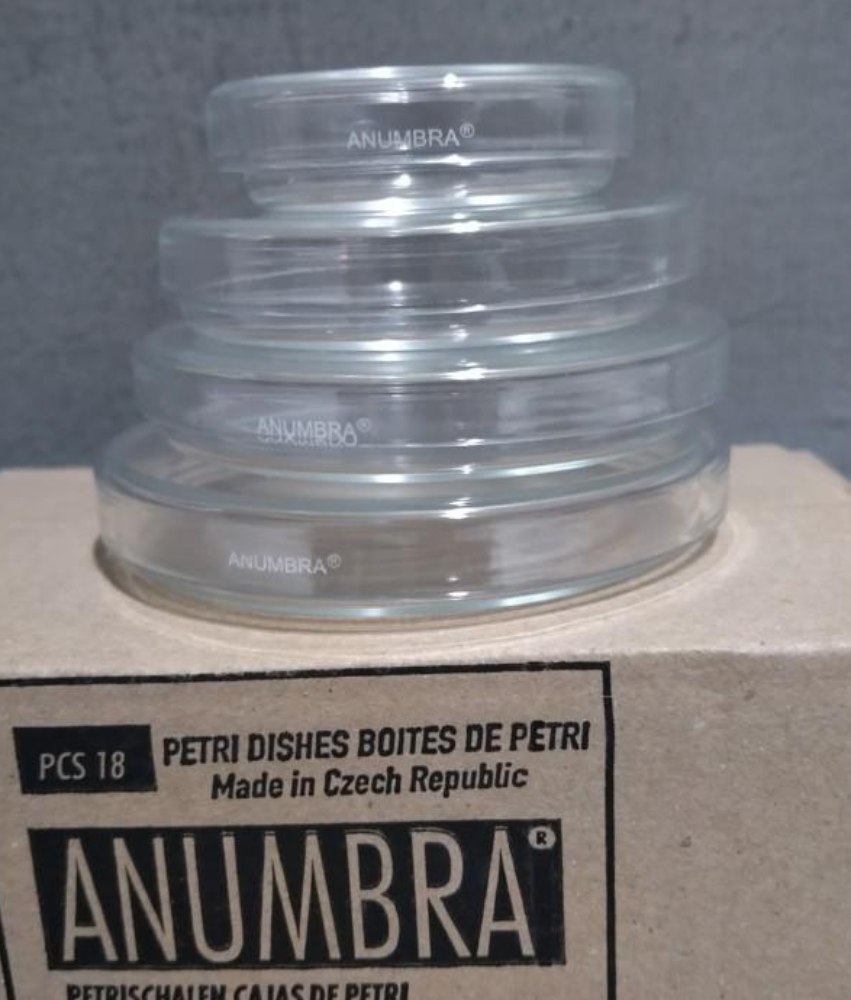 ANUMBRA®
ANUMBRA®
ANUMBRA®
PCS 18
PETRI DISHES BOITES DE PETRI
Made in Czech Republic
ANUMBRA®
PETRISCHALEN CAJAS DE PETRI